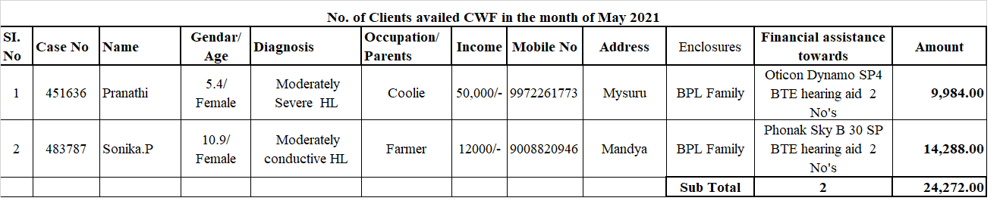 No. of Clients availed CWF in the month of May 2021
SI. No Case No Name Gendar/ Age Diagnosis Occupation/ Parents Income Mobile No Address Enclosures Financial assistance towards Amount
1 451636 Pranathi 5.4/ Female Moderately Severe HL Coolie 50,000/- 9972261773 Mysuru BPL Family Oticon Dynamo SP4 BTE hearing aid 2 No's 9,984.00
2 483787 Sonika.P 10.9/ Female Moderately conductive HL Farmer 12000/- 9008820946 Mandya BPL Family Phonak Sky B 30 SP BTE hearing aid 2 No's 14,288.00
Sub Total 2 24,272.00